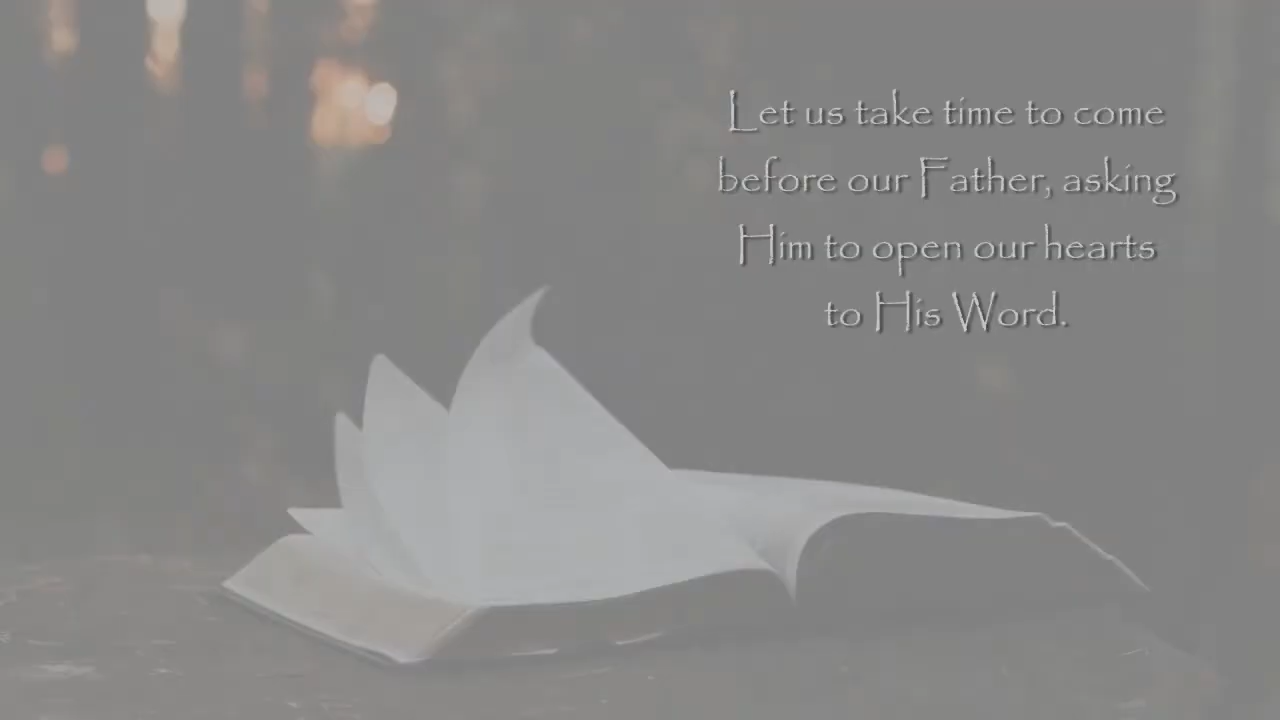 Let us take time to come
before our Father, asking
Him to open our hearts
to His Word.